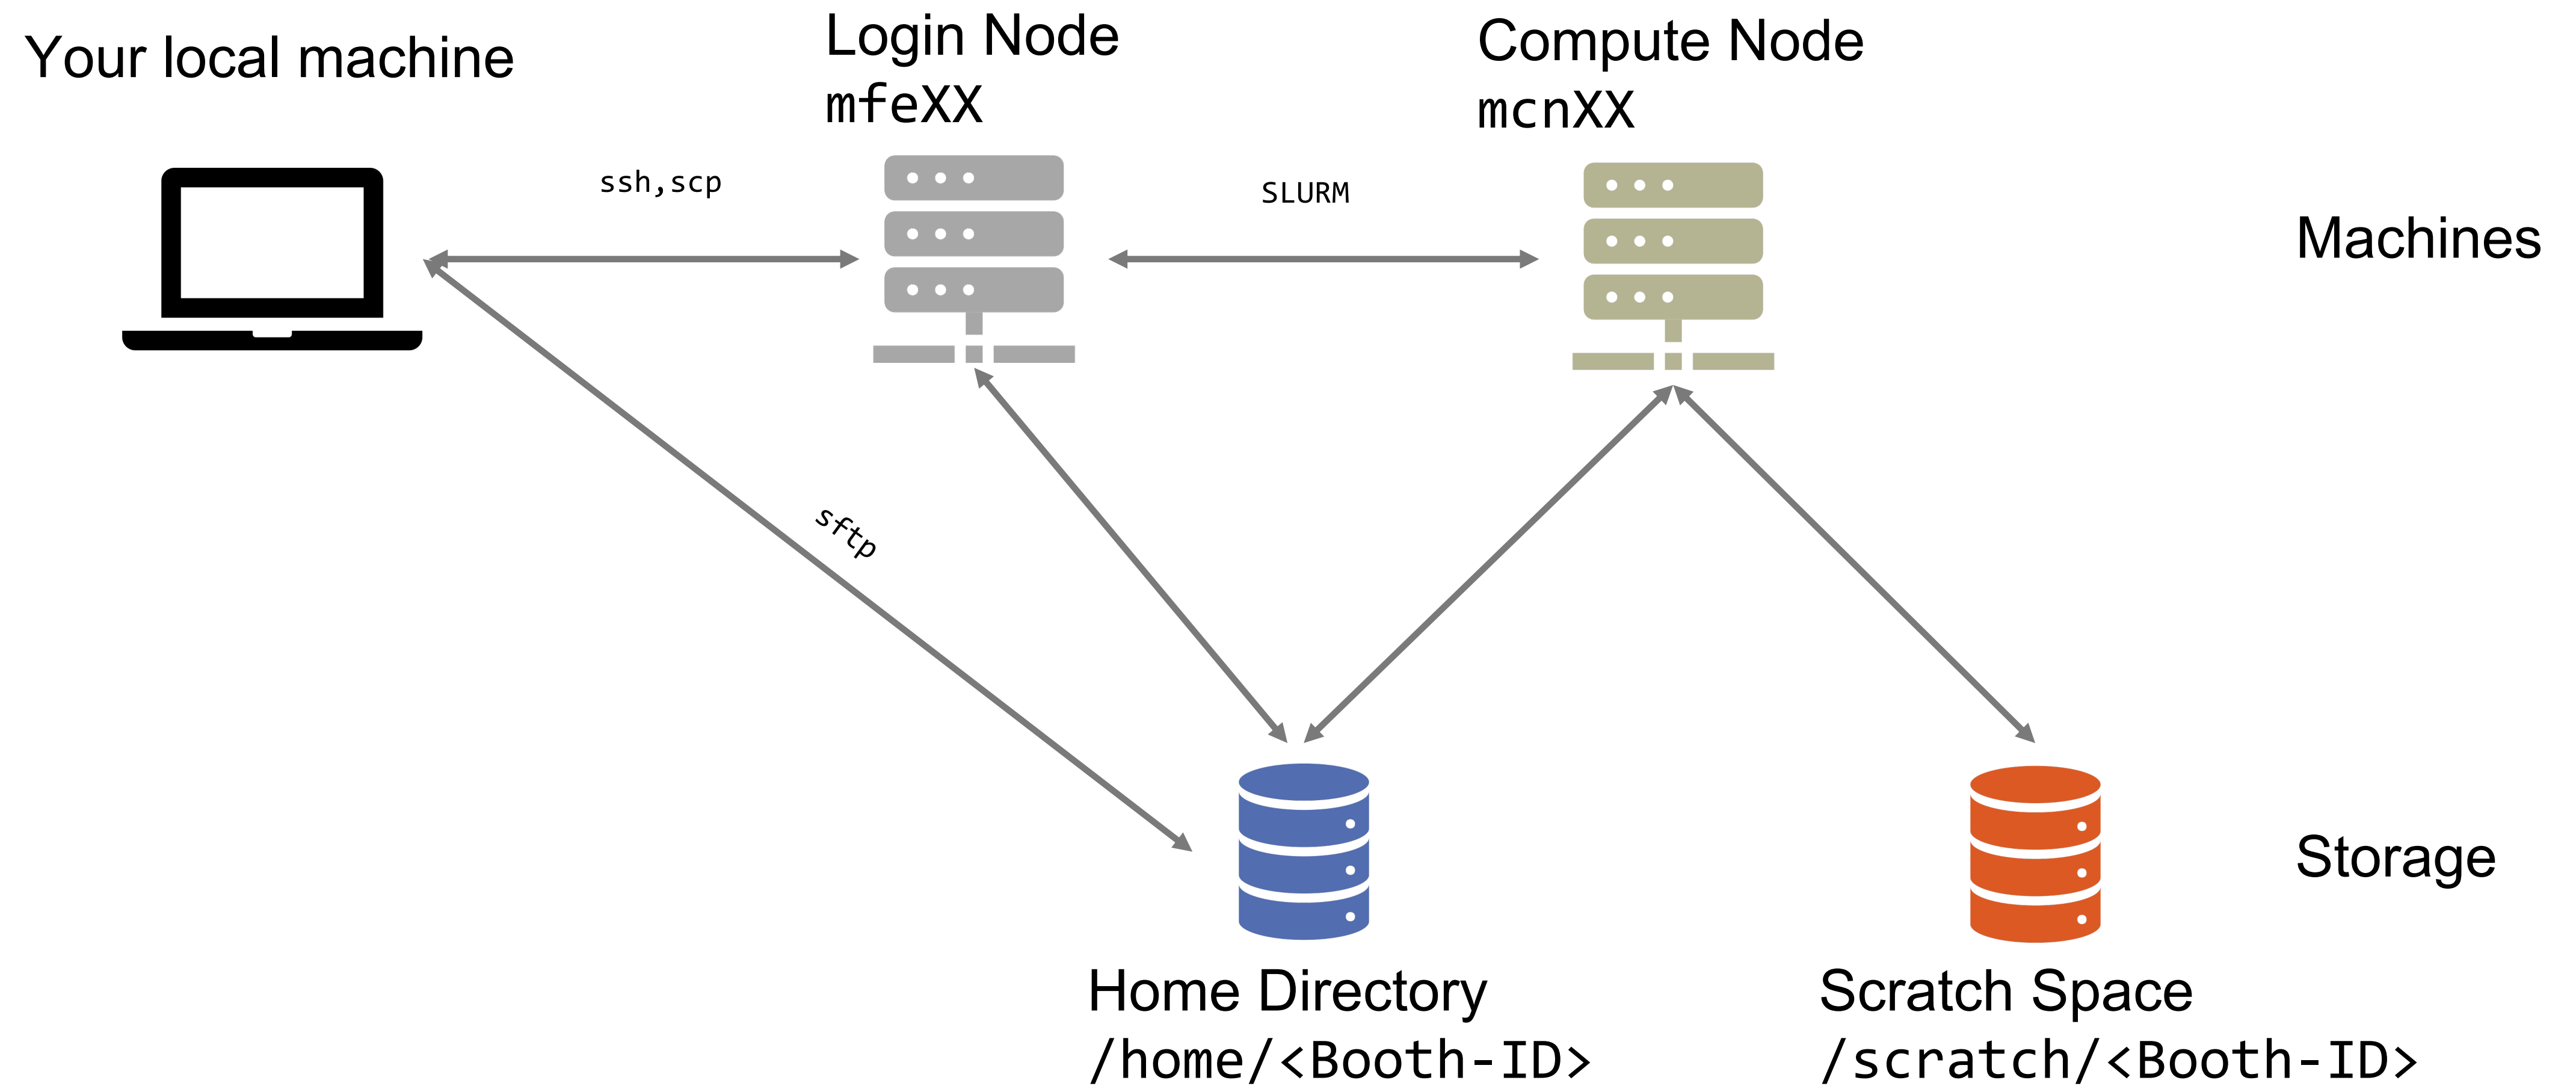 Your local machine
Login Node
mfeXX
Compute Node
mcnXX
ssh,scp
SLURM
Machines
sftp
Storage
Home Directory
/home/<Booth-ID>
Scratch Space
/scratch/<Booth-ID>